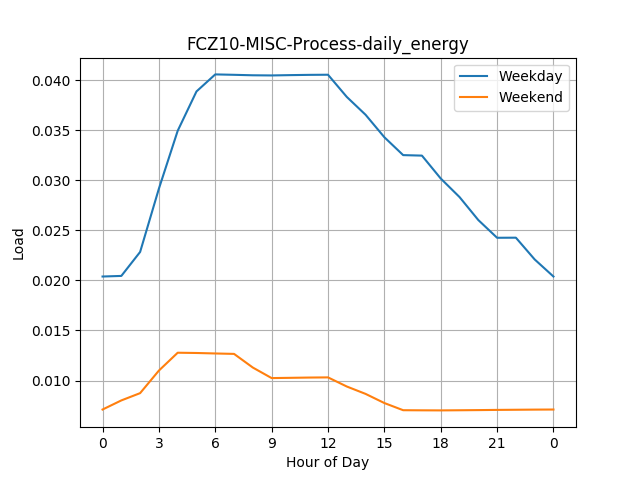 FCZ10-MISC-Process-daily_energy
Weekday
Weekend
Load
0.040
0.035
0.030
0.025
0.020
0.015
0.010
0 3 6 9 12 15 18 21 0
Hour of Day